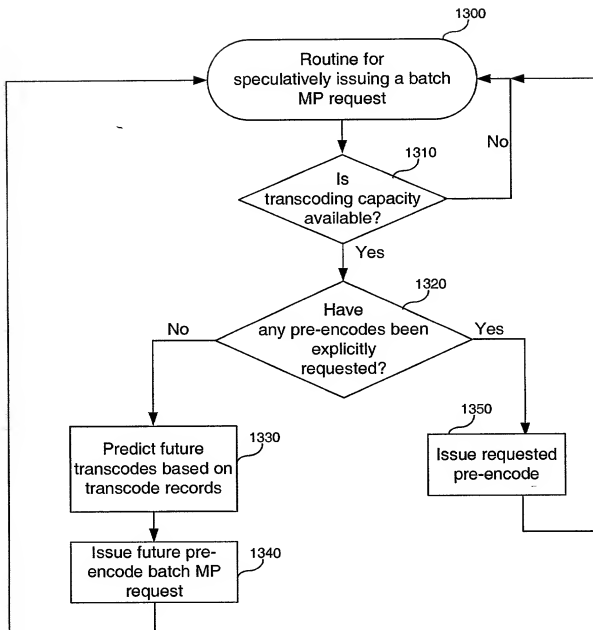 1300
Routine for
speculatively issuing a batch
MP request
No
1310
Is
transcoding capacity
available?
Yes
1320
Have
any pre-encodes been
explicitly
requested?
No
Yes
1330
Predict future
transcodes based on
transcode records
1350
Issue requested
pre-encode
1340
Issue future pre-
encode batch MP
request